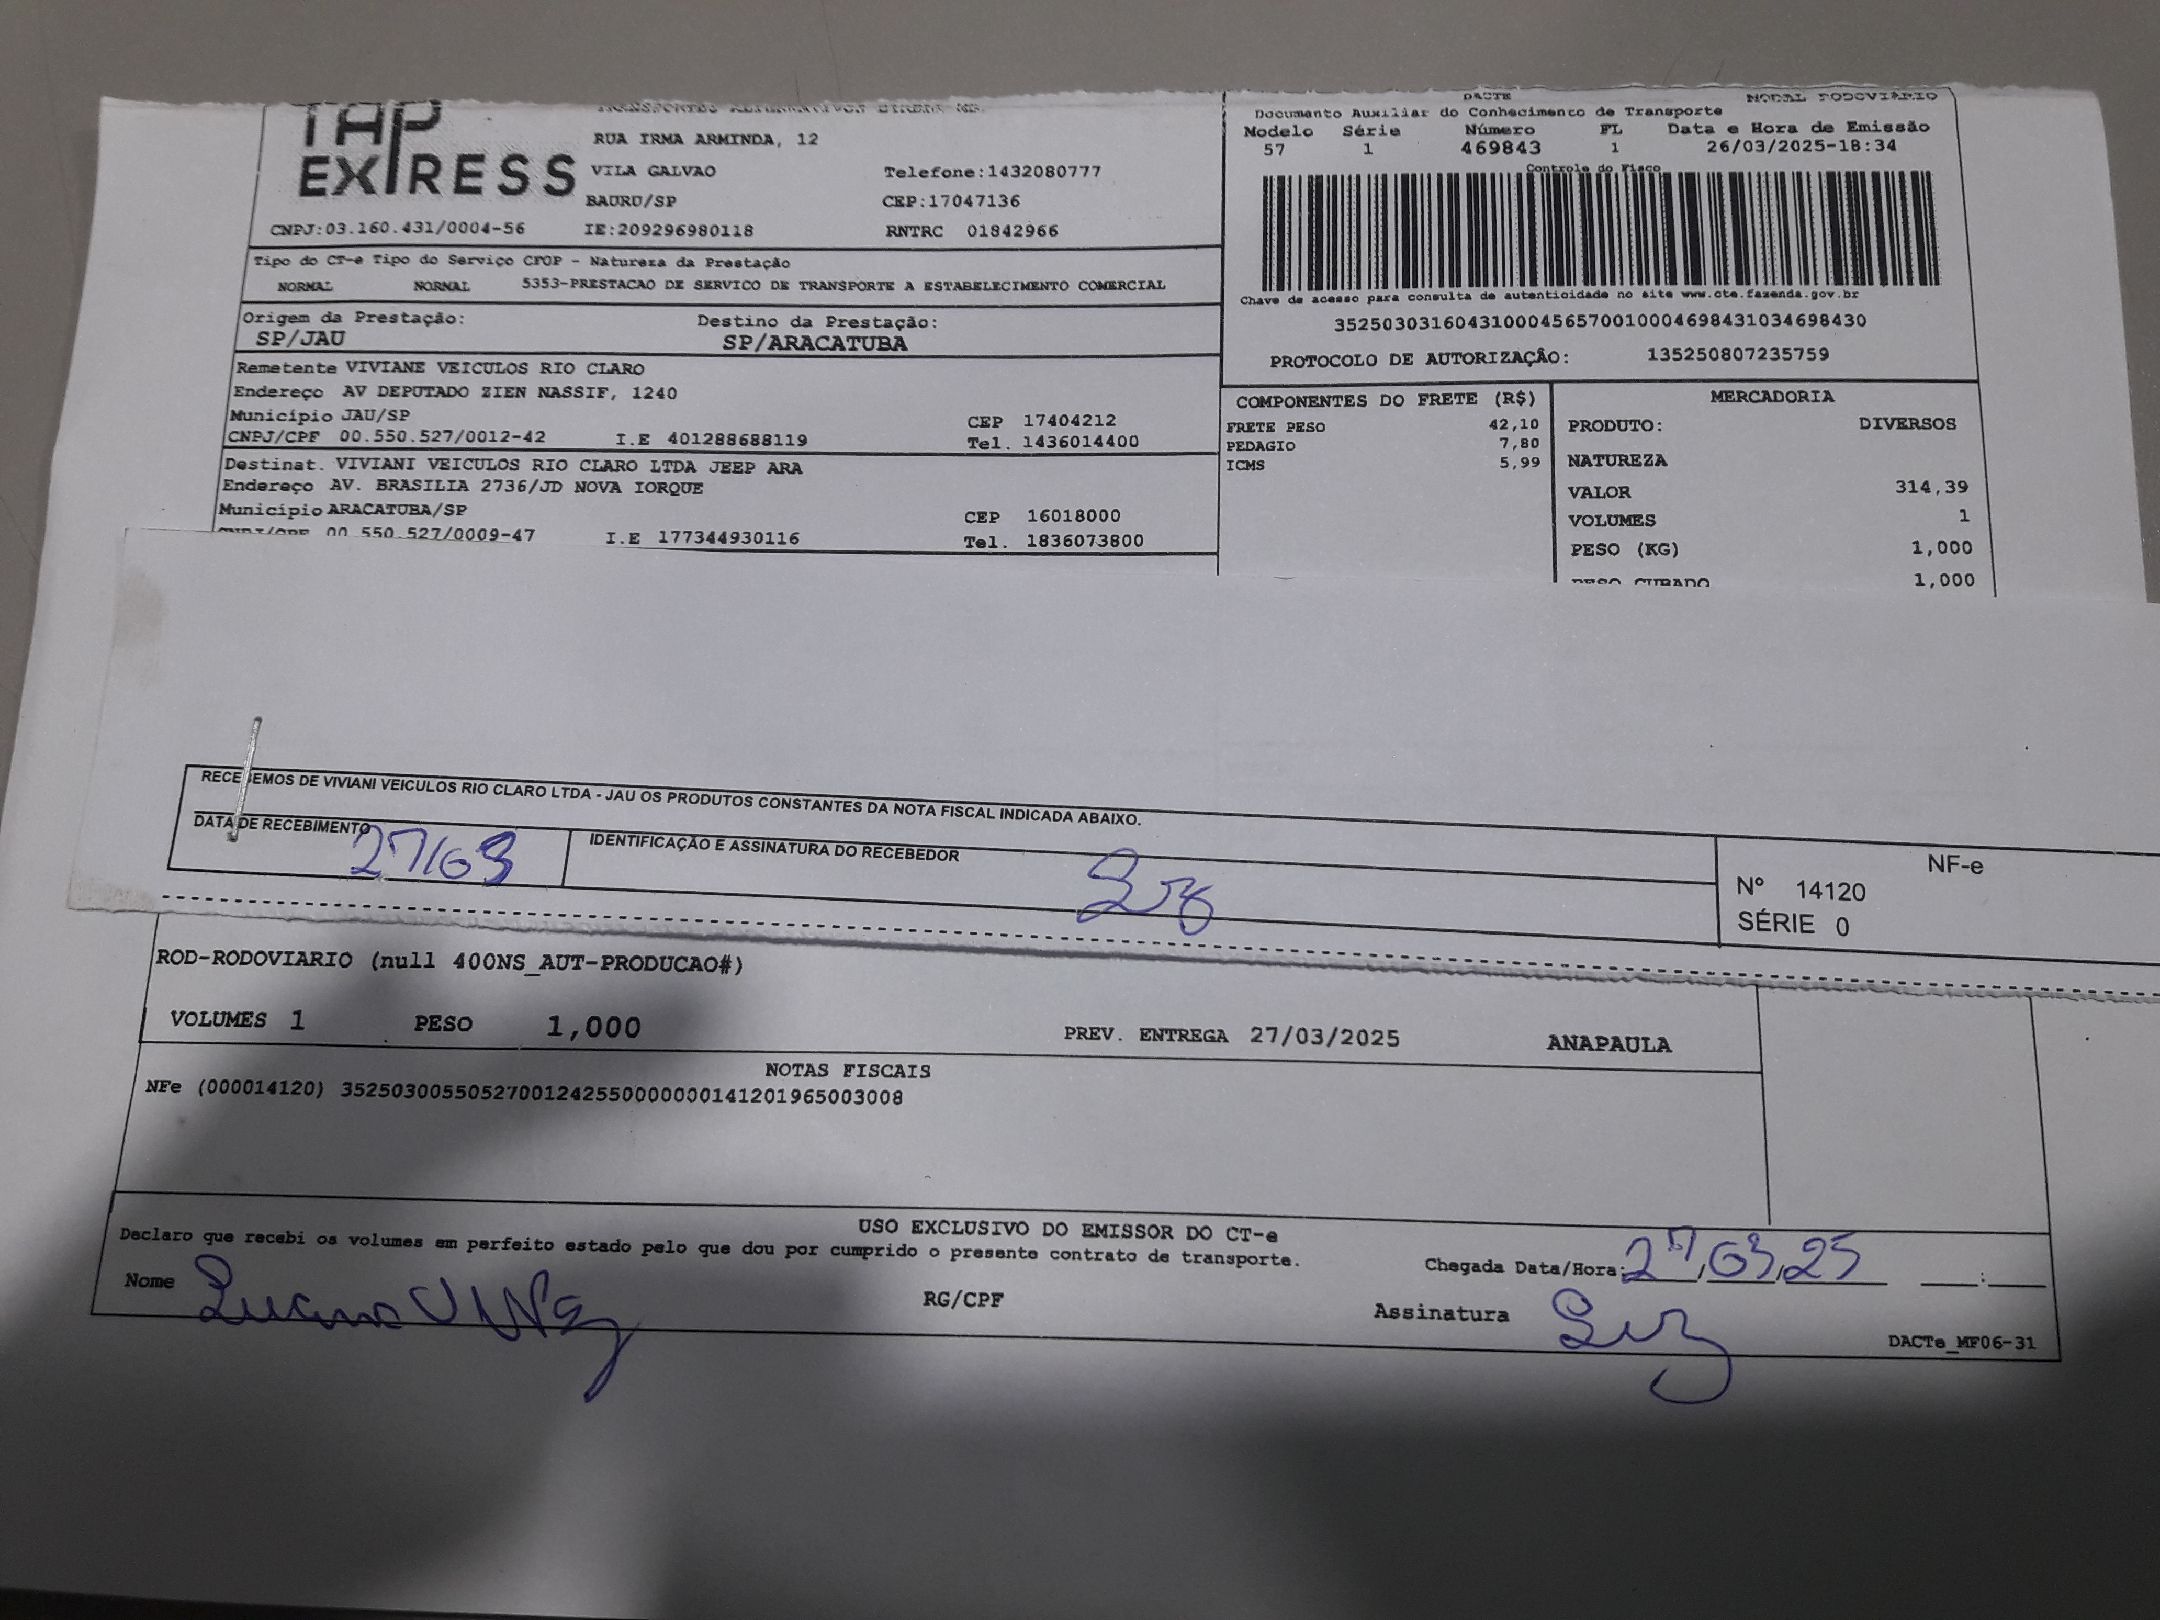 TAP
EXPRESS
RUA IRMA ARMINDA, 12
VILA GALVAO Telefone:1432080777
BAURU/SP CEP:17047136
CNPJ:03.160.431/0004-56 IE:209296980118 RNTRC 01842966
DACTE MODAL RODOVIÁRIO
Documento Auxiliar do Conhecimento de Transporte
Modelo Série Número FL Data e Hora de Emissão
57 1 469843 1 26/03/2025-18:34
Controle do Fisco
Chave de acesso para consulta de autenticidade no site www.cte.fazenda.gov.br
35250303160431000456570010004698431034698430
PROTOCOLO DE AUTORIZAÇÃO: 135250807235759
Tipo do CT-e Tipo do Serviço CFOP - Natureza da Prestação
NORMAL NORMAL 5353-PRESTACAO DE SERVICO DE TRANSPORTE A ESTABELECIMENTO COMERCIAL
Origem da Prestação: Destino da Prestação:
SP/JAU SP/ARACATUBA
Remetente VIVIANE VEICULOS RIO CLARO
Endereço AV DEPUTADO ZIEN NASSIF, 1240
Município JAU/SP CEP 17404212
CNPJ/CPF 00.550.527/0012-42 I.E 401288688119 Tel. 1436014400
Destinat. VIVIANI VEICULOS RIO CLARO LTDA JEEP ARA
Endereço AV. BRASILIA 2736/JD NOVA IORQUE
Município ARACATUBA/SP CEP 16018000
CNPJ/CPF 00.550.527/0009-47 I.E 177344930116 Tel. 1836073800
COMPONENTES DO FRETE (R$)
FRETE PESO 42,10
PEDAGIO 7,80
ICMS 5,99
MERCADORIA
PRODUTO: DIVERSOS
NATUREZA
VALOR 314,39
VOLUMES 1
PESO (KG) 1,000
PESO CUBADO 1,000
RECEBEMOS DE VIVIANI VEICULOS RIO CLARO LTDA - JAU OS PRODUTOS CONSTANTES DA NOTA FISCAL INDICADA ABAIXO.
DATA DE RECEBIMENTO IDENTIFICAÇÃO E ASSINATURA DO RECEBEDOR
27/03
NF-e
Nº 14120
SÉRIE 0
ROD-RODOVIARIO (null 400NS_AUT-PRODUCAO#)
VOLUMES 1 PESO 1,000 PREV. ENTREGA 27/03/2025 ANAPAULA
NOTAS FISCAIS
NFe (000014120) 35250300550527001242550000000141201965003008
USO EXCLUSIVO DO EMISSOR DO CT-e
Declaro que recebi os volumes em perfeito estado pelo que dou por cumprido o presente contrato de transporte.
Chegada Data/Hora: 27,03,25 :
Nome RG/CPF Assinatura
DACTe_MF06-31